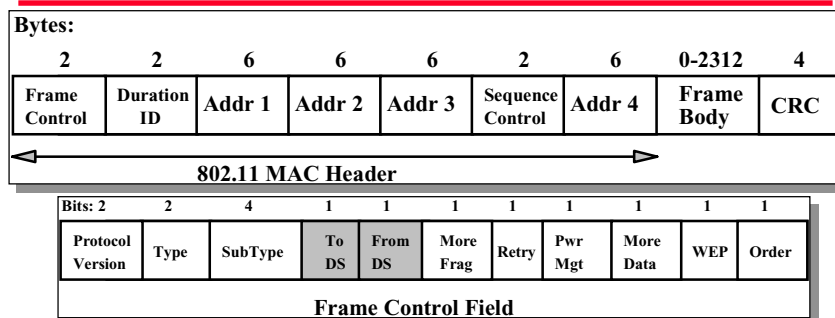 Bytes:
2 2 6 6 6 2 6 0-2312 4
Frame Control Duration ID Addr 1 Addr 2 Addr 3 Sequence Control Addr 4 Frame Body CRC
802.11 MAC Header
Bits: 2 2 4 1 1 1 1 1 1 1 1
Protocol Version Type SubType To DS From DS More Frag Retry Pwr Mgt More Data WEP Order
Frame Control Field